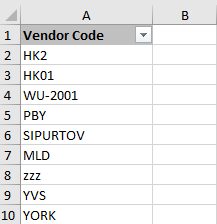 A B
1 Vendor Code
2 HK2
3 HK01
4 WU-2001
5 PBY
6 SIPURTOV
7 MLD
8 zzz
9 YVS
10 YORK